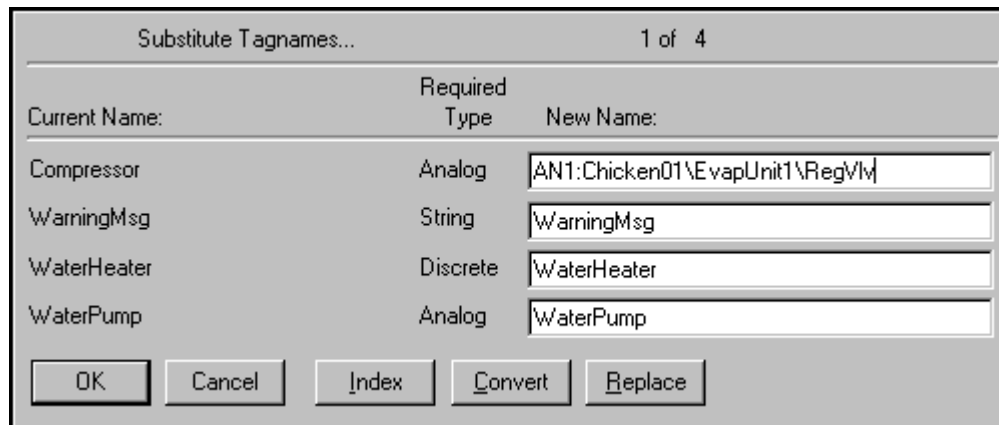 Substitute Tagnames... 1 of 4
Required
Current Name: Type New Name:
Compressor Analog AN1:Chicken01\EvapUnit1\RegVlv
WarningMsg String WarningMsg
WaterHeater Discrete WaterHeater
WaterPump Analog WaterPump
OK Cancel Index Convert Replace